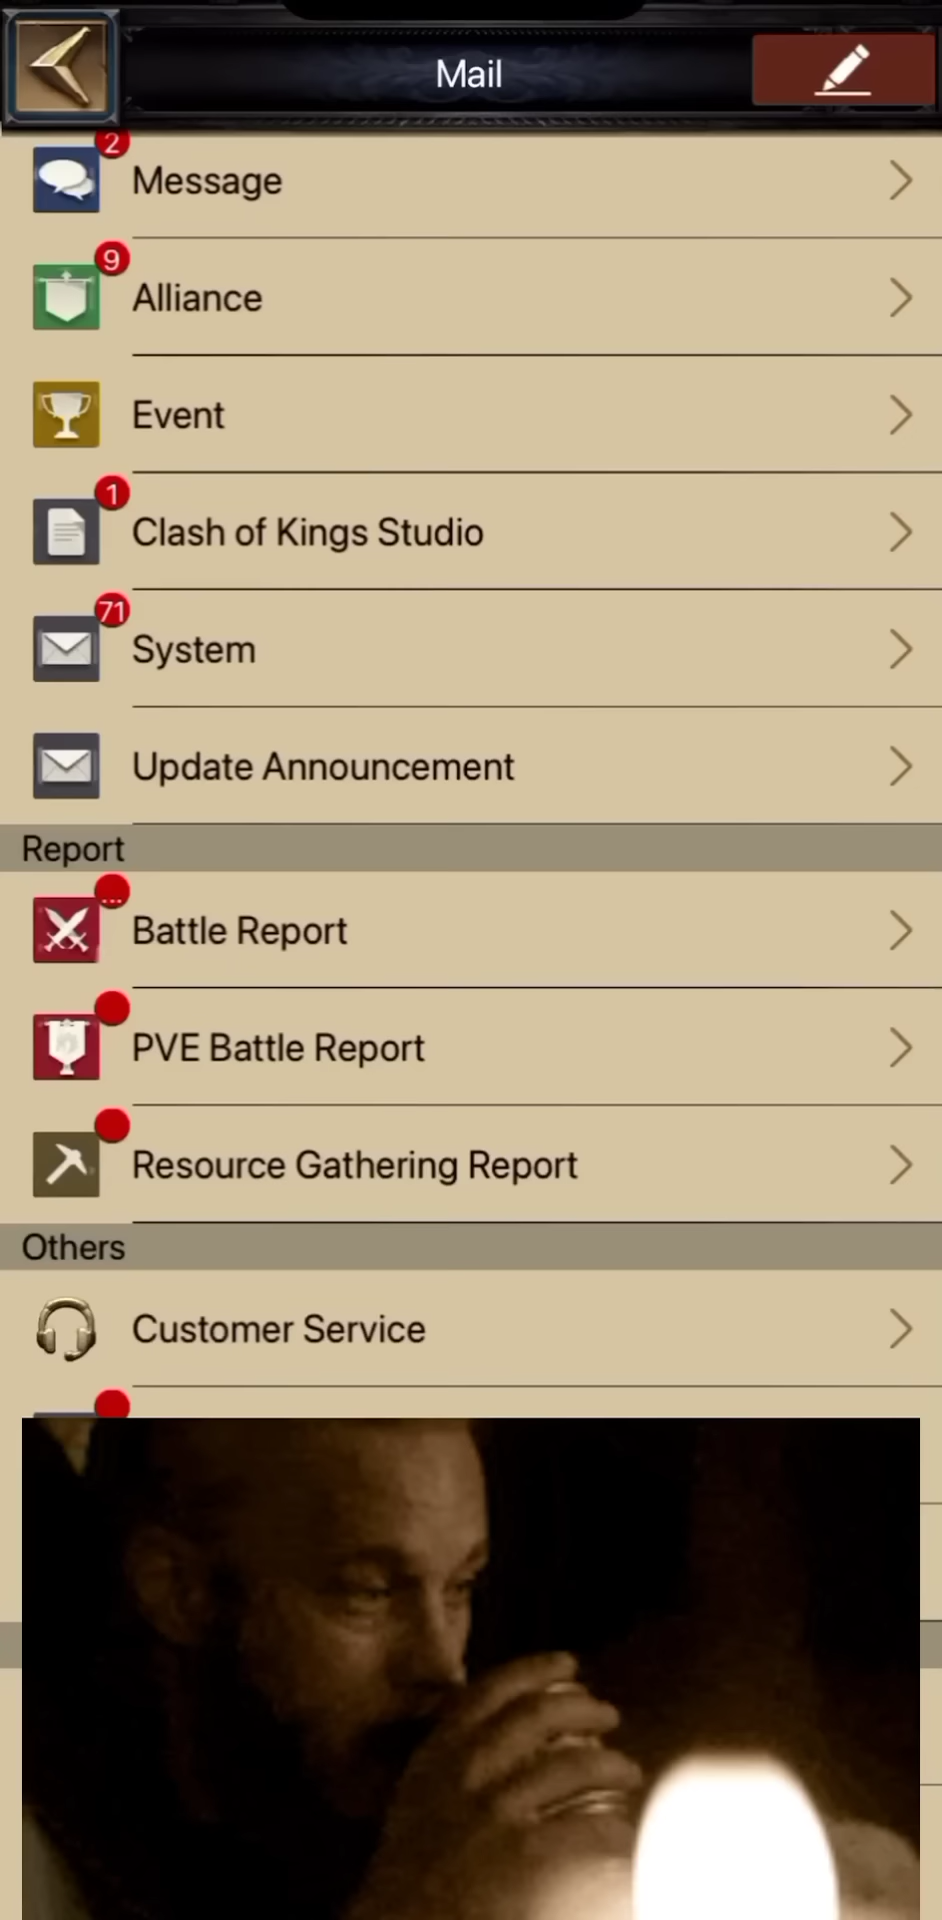 Mail
2
Message
9
Alliance
Event
1
Clash of Kings Studio
71
System
Update Announcement
Report
...
Battle Report
PVE Battle Report
Resource Gathering Report
Others
Customer Service